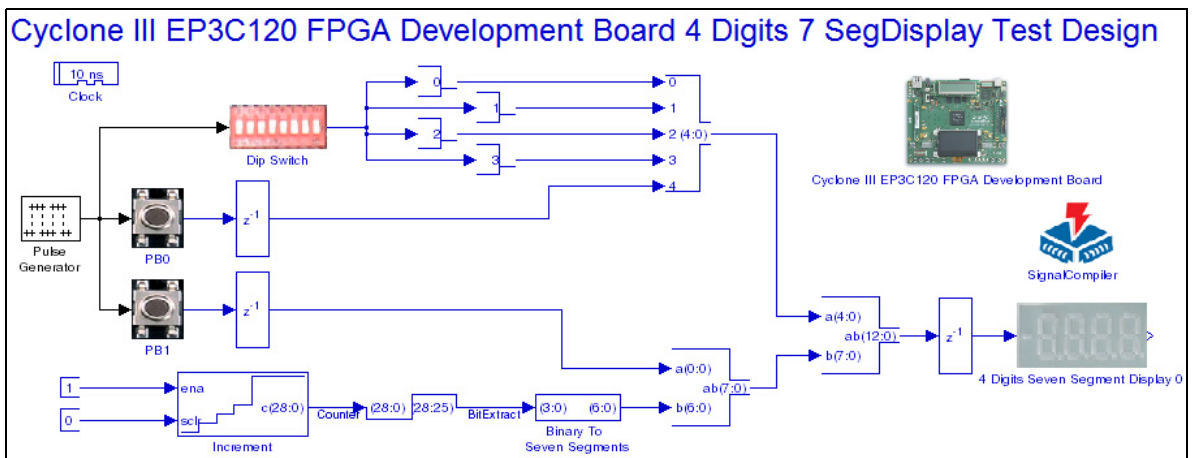 Cyclone III EP3C120 FPGA Development Board 4 Digits 7 SegDisplay Test Design
10 ns
Clock
Dip Switch
0
1
2
3
0
1
2 (4:0)
3
4
Cyclone III EP3C120 FPGA Development Board
Pulse
Generator
PB0
z-1
SignalCompiler
PB1
z-1
a(4:0)
ab(12:0)
b(7:0)
z-1
4 Digits Seven Segment Display 0
1
0
ena
sclr
c(28:0)
Increment
Counter
(28:0) [28:25)
BitExtract
(3:0) (6:0)
Binary To
Seven Segments
a(0:0)
ab(7:0)
b(6:0)